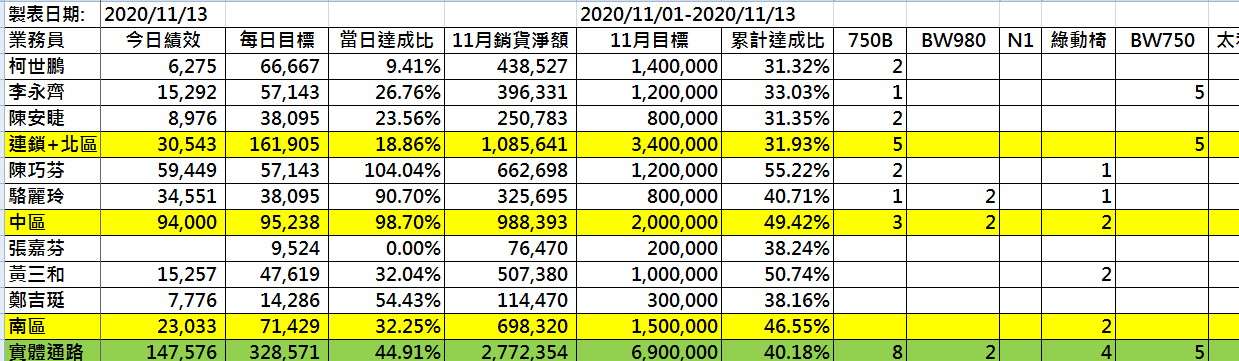 製表日期: 2020/11/13 2020/11/01-2020/11/13
業務員 今日績效 每日目標 當日達成比 11月銷貨淨額 11月目標 累計達成比 750B BW980 N1 綠動椅 BW750
柯世鵬 6,275 66,667 9.41% 438,527 1,400,000 31.32% 2
李永齊 15,292 57,143 26.76% 396,331 1,200,000 33.03% 1 5
陳安睫 8,976 38,095 23.56% 250,783 800,000 31.35% 2
連鎖+北區 30,543 161,905 18.86% 1,085,641 3,400,000 31.93% 5 5
陳巧芬 59,449 57,143 104.04% 662,698 1,200,000 55.22% 2 1
駱麗玲 34,551 38,095 90.70% 325,695 800,000 40.71% 1 2 1
中區 94,000 95,238 98.70% 988,393 2,000,000 49.42% 3 2 2
張嘉芬 9,524 0.00% 76,470 200,000 38.24%
黃三和 15,257 47,619 32.04% 507,380 1,000,000 50.74% 2
鄭吉珽 7,776 14,286 54.43% 114,470 300,000 38.16%
南區 23,033 71,429 32.25% 698,320 1,500,000 46.55% 2
實體通路 147,576 328,571 44.91% 2,772,354 6,900,000 40.18% 8 2 4 5